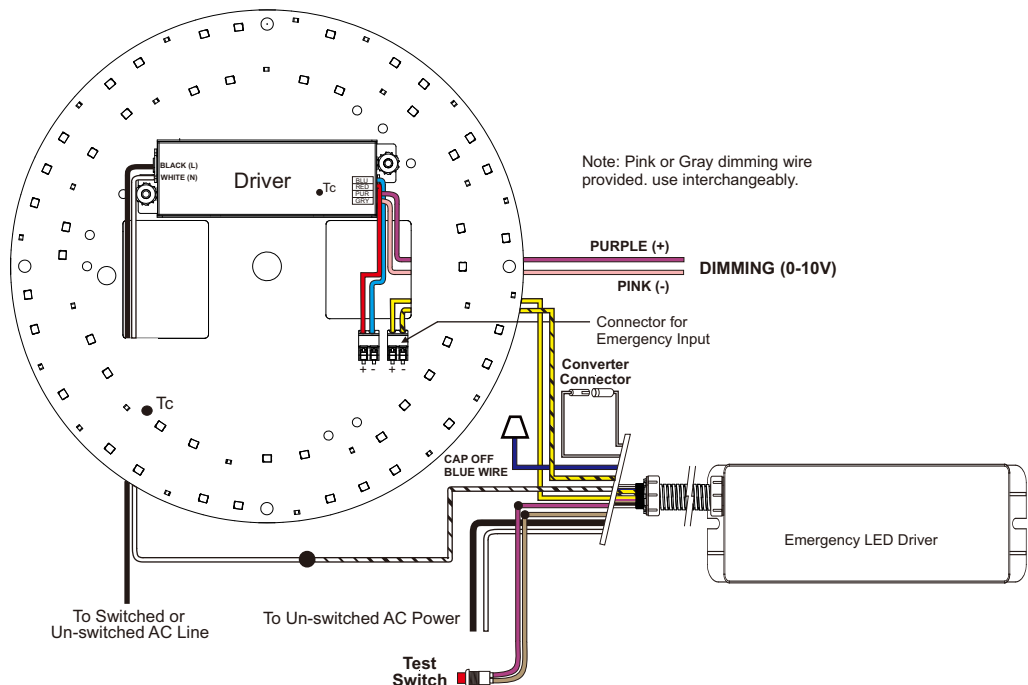 BLACK (L)
WHITE (N)
Driver
Tc
BLU
RED
PUR
GRY
Note: Pink or Gray dimming wire
provided. use interchangeably.
PURPLE (+)
DIMMING (0-10V)
PINK (-)
Connector for
Emergency Input
+ - + -
Converter
Connector
Tc
CAP OFF
BLUE WIRE
Emergency LED Driver
To Switched or
Un-switched AC Line
To Un-switched AC Power
Test
Switch